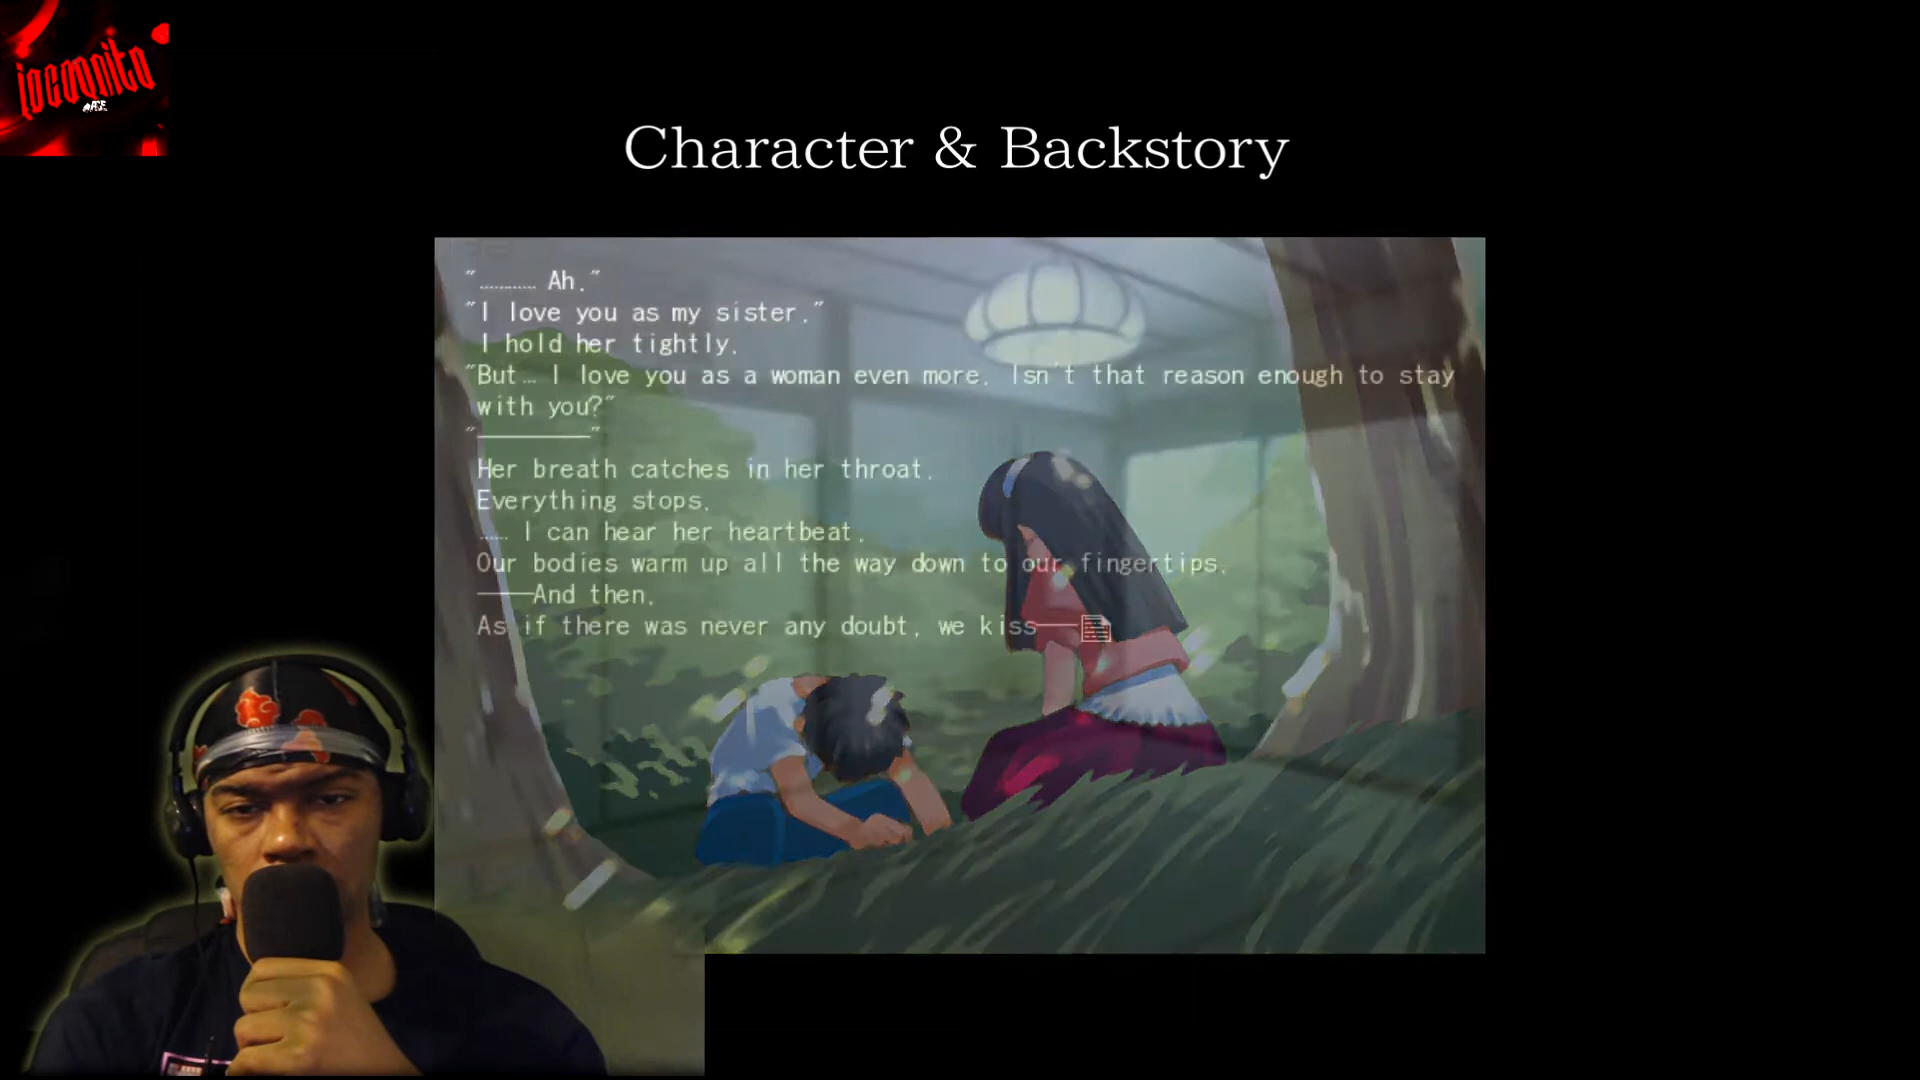 incognito
Character & Backstory
"………… Ah."
"I love you as my sister."
I hold her tightly.
"But… I love you as a woman even more. Isn't that reason enough to stay
with you?"
"────────"
Her breath catches in her throat.
Everything stops.
…… I can hear her heartbeat.
Our bodies warm up all the way down to our fingertips.
────And then,
As if there was never any doubt, we kiss───